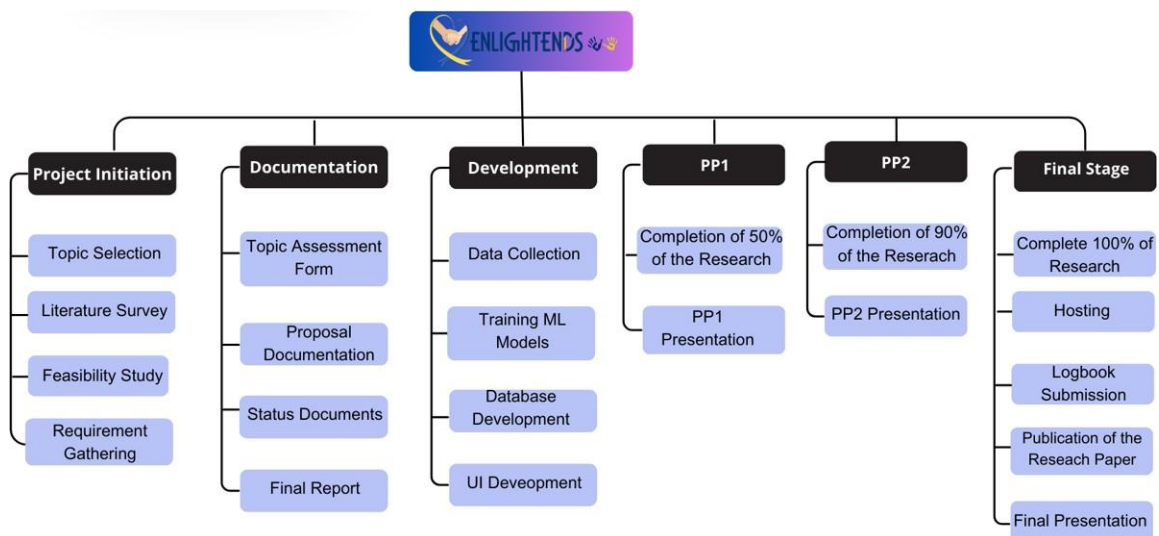 ENLIGHTENDS
Project Initiation
Topic Selection
Literature Survey
Feasibility Study
Requirement
Gathering
Documentation
Topic Assessment
Form
Proposal
Documentation
Status Documents
Final Report
Development
Data Collection
Training ML
Models
Database
Development
UI Deveopment
PP1
Completion of 50%
of the Research
PP1
Presentation
PP2
Completion of 90%
of the Reserach
PP2 Presentation
Final Stage
Complete 100% of
Research
Hosting
Logbook
Submission
Publication of the
Reseach Paper
Final Presentation